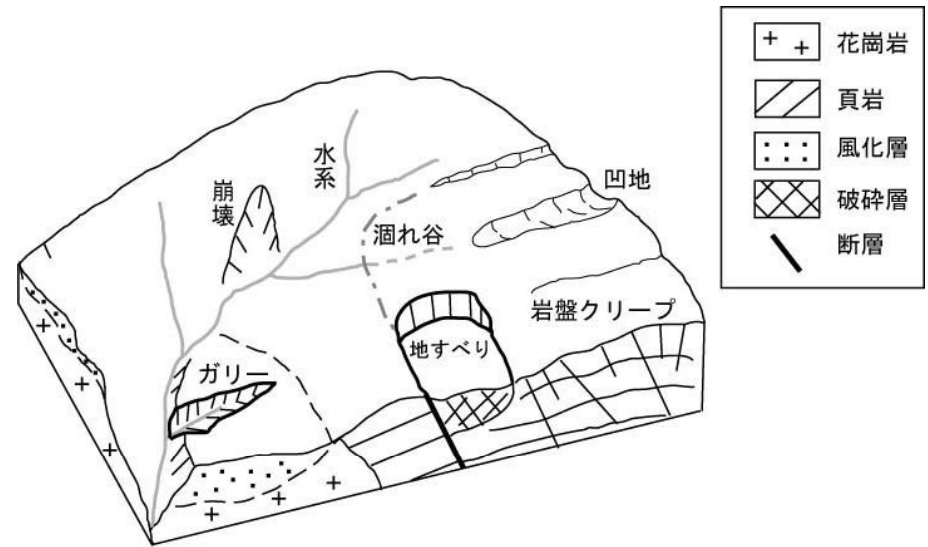 花崗岩
頁岩
風化層
破砕層
断層
水系
崩壊
凹地
涸れ谷
岩盤クリープ
地すべり
ガリー